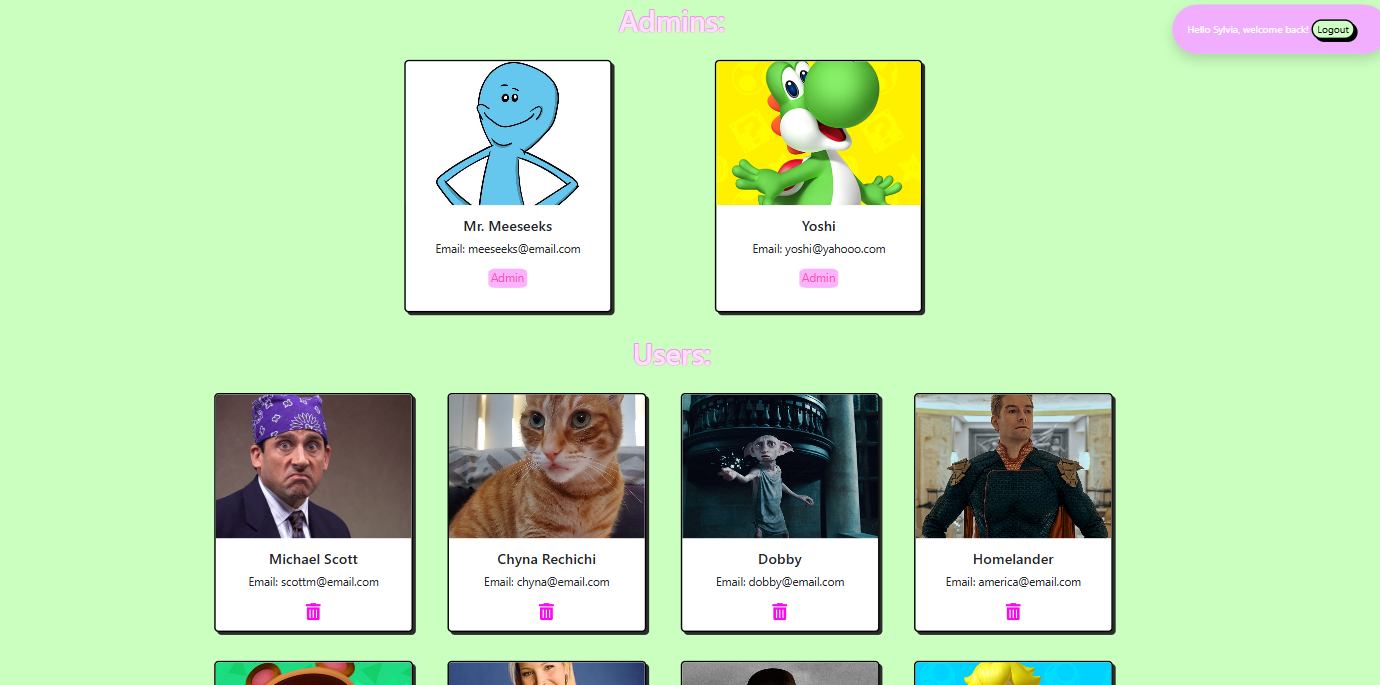 Admins:
Hello Sylvia, welcome back! Logout
Mr. Meeseeks
Email: meeseeks@email.com
Admin
Yoshi
Email: yoshi@yahooo.com
Admin
Users:
Michael Scott
Email: scottm@email.com
Chyna Rechichi
Email: chyna@email.com
Dobby
Email: dobby@email.com
Homelander
Email: america@email.com